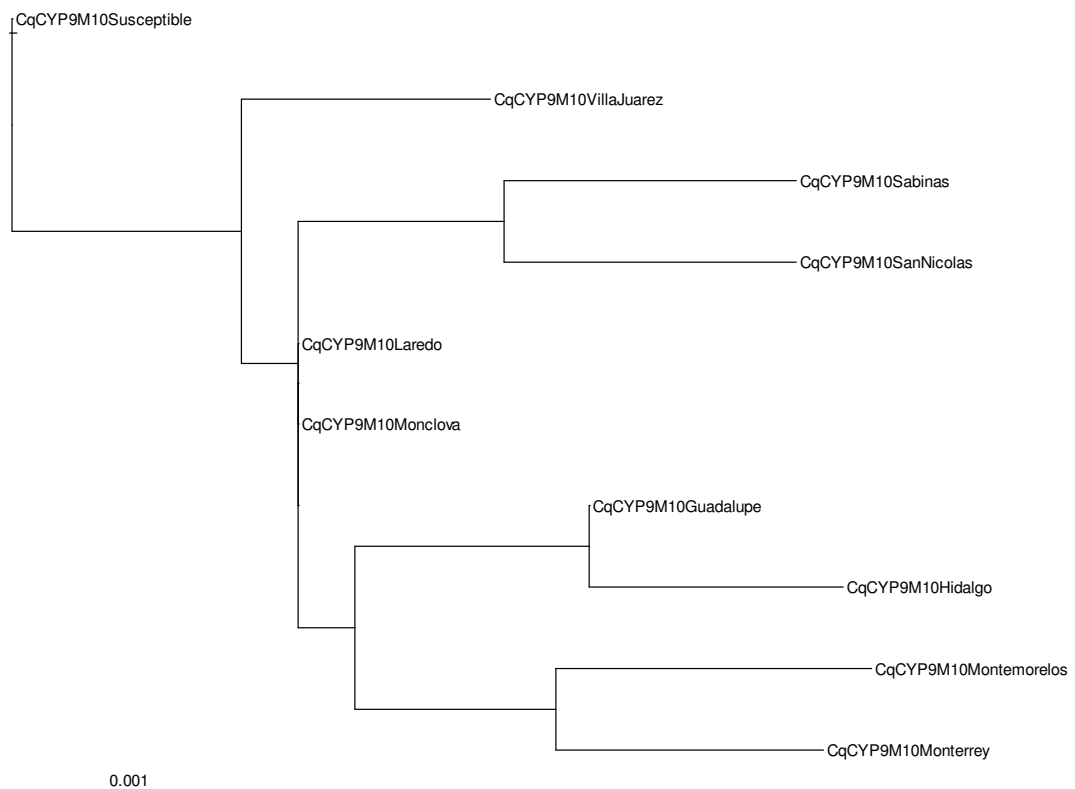 CqCYP9M10Susceptible
CqCYP9M10VillaJuarez
CqCYP9M10Sabinas
CqCYP9M10SanNicolas
CqCYP9M10Laredo
CqCYP9M10Monclova
CqCYP9M10Guadalupe
CqCYP9M10Hidalgo
CqCYP9M10Montemorelos
CqCYP9M10Monterrey
0.001